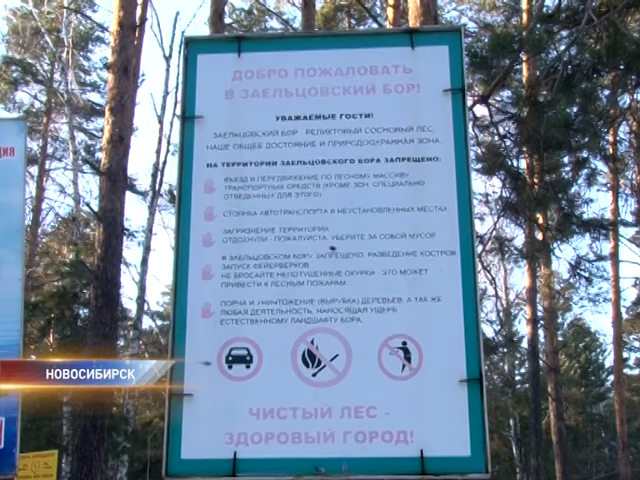 ДОБРО ПОЖАЛОВАТЬ
В ЗАЕЛЬЦОВСКИЙ БОР!
УВАЖАЕМЫЕ ГОСТИ!
ЗАЕЛЬЦОВСКИЙ БОР - РЕЛИКТОВЫЙ СОСНОВЫЙ ЛЕС,
НАШЕ ОБЩЕЕ ДОСТОЯНИЕ И ПРИРОДООХРАННАЯ ЗОНА.
НА ТЕРРИТОРИИ ЗАЕЛЬЦОВСКОГО БОРА ЗАПРЕЩЕНО:
ВЪЕЗД И ПЕРЕДВИЖЕНИЕ ПО ЛЕСНОМУ МАССИВУ
ТРАНСПОРТНЫХ СРЕДСТВ (КРОМЕ ЗОН, СПЕЦИАЛЬНО
ОТВЕДЕННЫХ ДЛЯ ЭТОГО)
СТОЯНКА АВТОТРАНСПОРТА В НЕУСТАНОВЛЕННЫХ МЕСТАХ
ЗАГРЯЗНЕНИЕ ТЕРРИТОРИИ
ОТДОХНУЛИ - ПОЖАЛУЙСТА, УБЕРИТЕ ЗА СОБОЙ МУСОР
В ЗАЕЛЬЦОВСКОМ БОРУ ЗАПРЕЩЕНО: РАЗВЕДЕНИЕ КОСТРОВ,
ЗАПУСК ФЕЙЕРВЕРКОВ
НЕ БРОСАЙТЕ НЕПОТУШЕННЫЕ ОКУРКИ - ЭТО МОЖЕТ
ПРИВЕСТИ К ЛЕСНЫМ ПОЖАРАМ
ПОРЧА И УНИЧТОЖЕНИЕ (ВЫРУБКА) ДЕРЕВЬЕВ, А ТАК ЖЕ
ЛЮБАЯ ДЕЯТЕЛЬНОСТЬ, НАНОСЯЩАЯ УЩЕРБ
ЕСТЕСТВЕННОМУ ЛАНДШАФТУ БОРА.
НОВОСИБИРСК
ЧИСТЫЙ ЛЕС -
ЗДОРОВЫЙ ГОРОД!